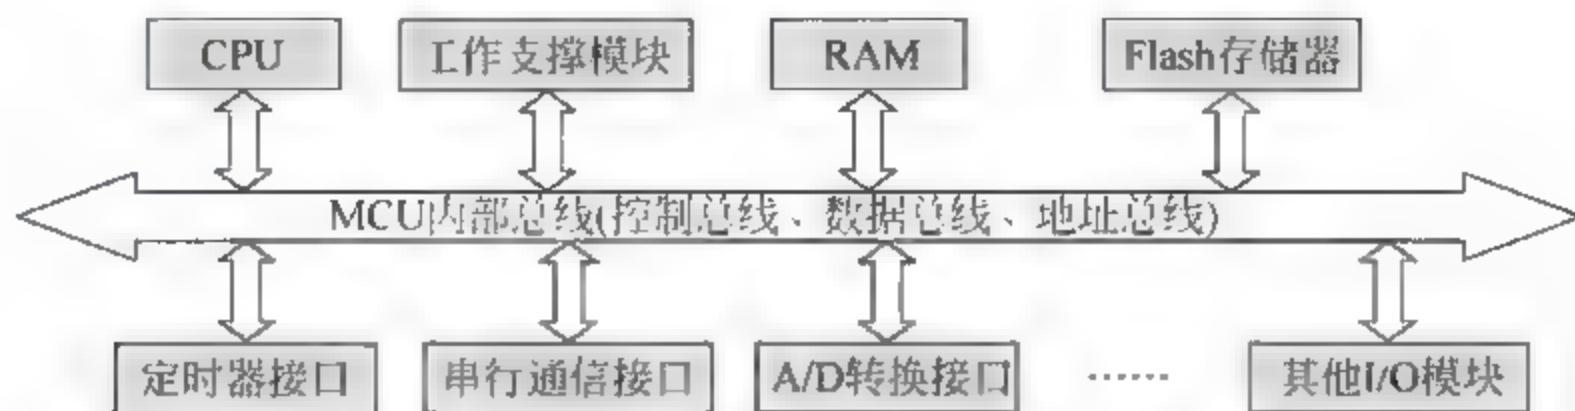 CPU
工作支撑模块
RAM
Flash存储器
MCU内部总线(控制总线、数据总线、地址总线)
定时器接口
串行通信接口
A/D转换接口
……
其他I/O模块